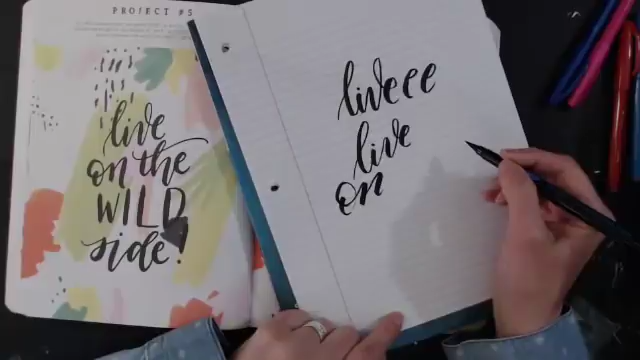 PROJECT #5
live
on the
WILD
side!
liveee
live
on